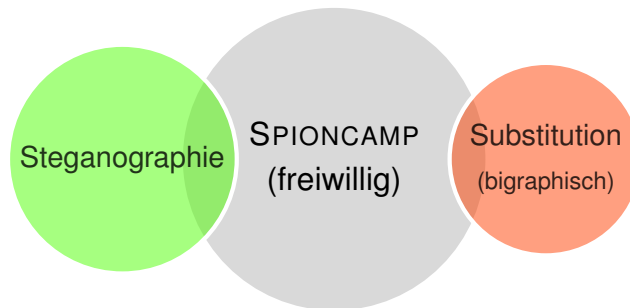 Steganographie
SPIONCAMP
(freiwillig)
Substitution
(bigraphisch)